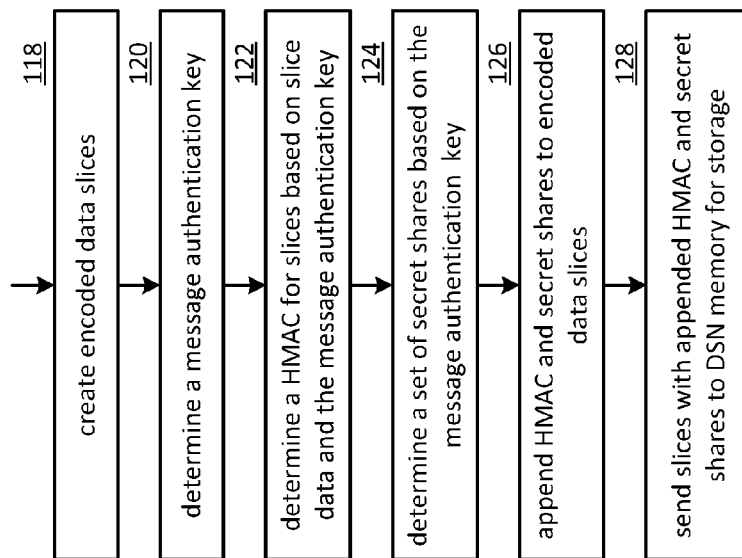 118
create encoded data slices
120
determine a message authentication key
122
determine a HMAC for slices based on slice
data and the message authentication key
124
determine a set of secret shares based on the
message authentication key
126
append HMAC and secret shares to encoded
data slices
128
send slices with appended HMAC and secret
shares to DSN memory for storage